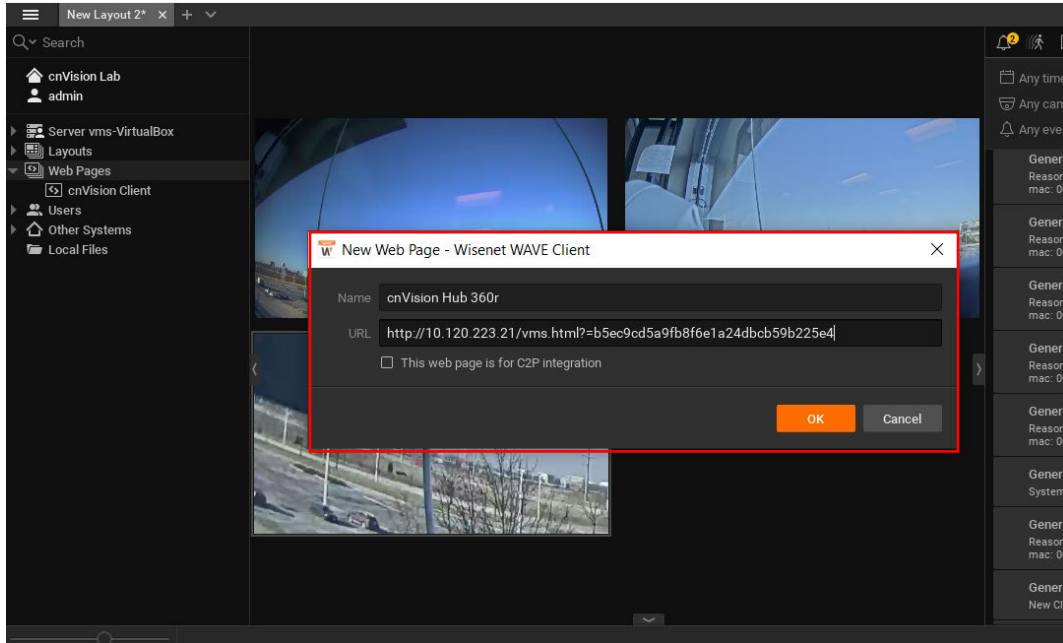 New Layout 2*
Search
cnVision Lab
admin
Server vms-VirtualBox
Layouts
Web Pages
cnVision Client
Users
Other Systems
Local Files
W New Web Page - Wisenet WAVE Client
Name cnVision Hub 360r
URL http://10.120.223.21/vms.html?=b5ec9cd5a9fb8f6e1a24dbcb59b225e4
This web page is for C2P integration
OK Cancel
2
Any time
Any cam
Any eve
Gener
Reason
mac: 0
Gener
Reason
mac: 0
Gener
Reason
mac: 0
Gener
Reason
mac: 0
Gener
Reason
mac: 0
Gener
System
Gener
Reason
mac: 0
Gener
New Cl